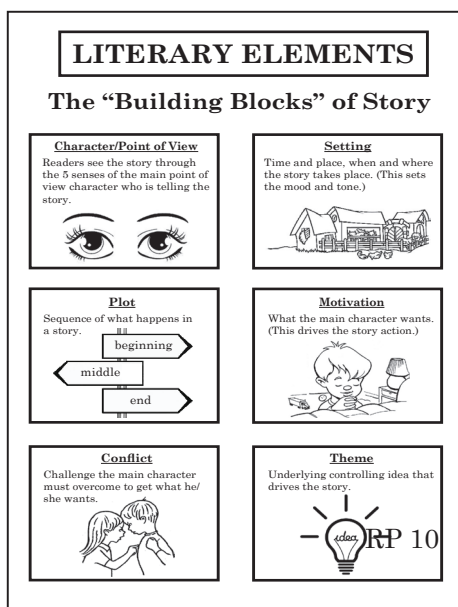 LITERARY ELEMENTS
The “Building Blocks” of Story
Character/Point of View
Readers see the story through
the 5 senses of the main point of
view character who is telling the
story.
Setting
Time and place, when and where
the story takes place. (This sets
the mood and tone.)
Plot
Sequence of what happens in
a story.
beginning
middle
end
Motivation
What the main character wants.
(This drives the story action.)
Conflict
Challenge the main character
must overcome to get what he/
she wants.
Theme
Underlying controlling idea that
drives the story.
idea
RP 10